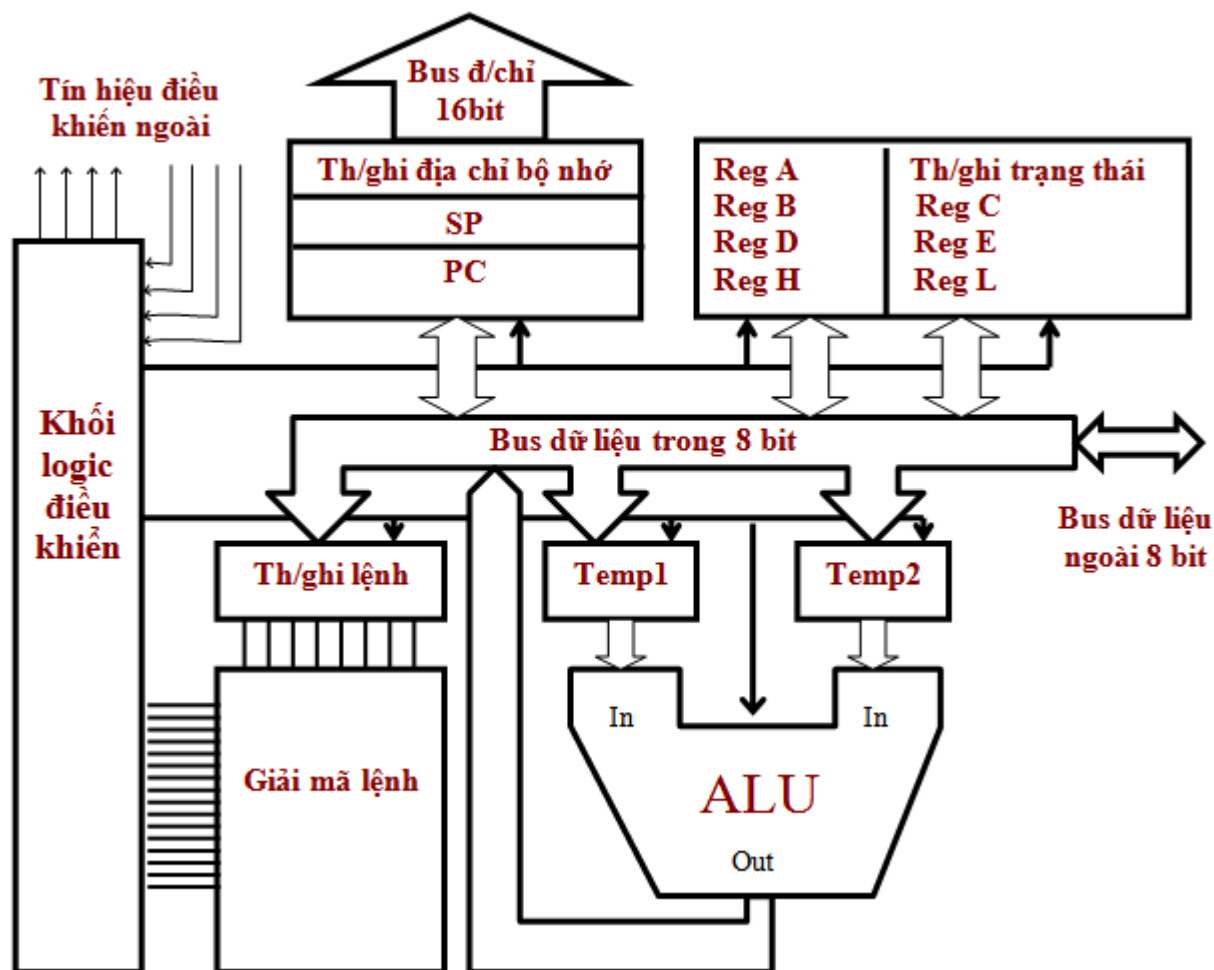 Bus đ/chỉ
16bit
Tín hiệu điều
khiến ngoài
Th/ghi địa chỉ bộ nhớ
SP
PC
Reg A
Reg B
Reg D
Reg H
Th/ghi trạng thái
Reg C
Reg E
Reg L
Khối
logic
điều
khiển
Bus dữ liệu trong 8 bit
Bus dữ liệu
ngoài 8 bit
Th/ghi lệnh
Temp1
Temp2
In
In
Giải mã lệnh
ALU
Out